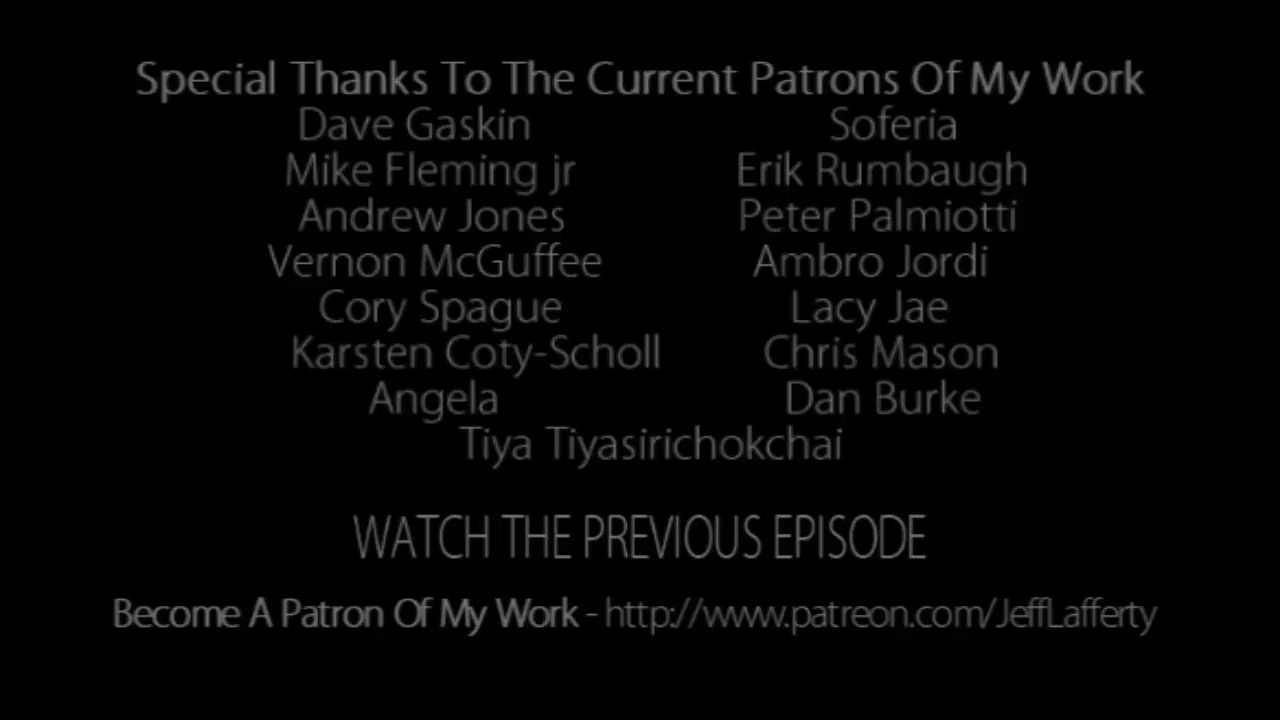 Special Thanks To The Current Patrons Of My Work
Dave Gaskin Soferia
Mike Fleming jr Erik Rumbaugh
Andrew Jones Peter Palmiotti
Vernon McGuffee Ambro Jordi
Cory Spague Lacy Jae
Karsten Coty-Scholl Chris Mason
Angela Dan Burke
Tiya Tiyasirichokchai
WATCH THE PREVIOUS EPISODE
Become A Patron Of My Work - http://www.patreon.com/JeffLafferty